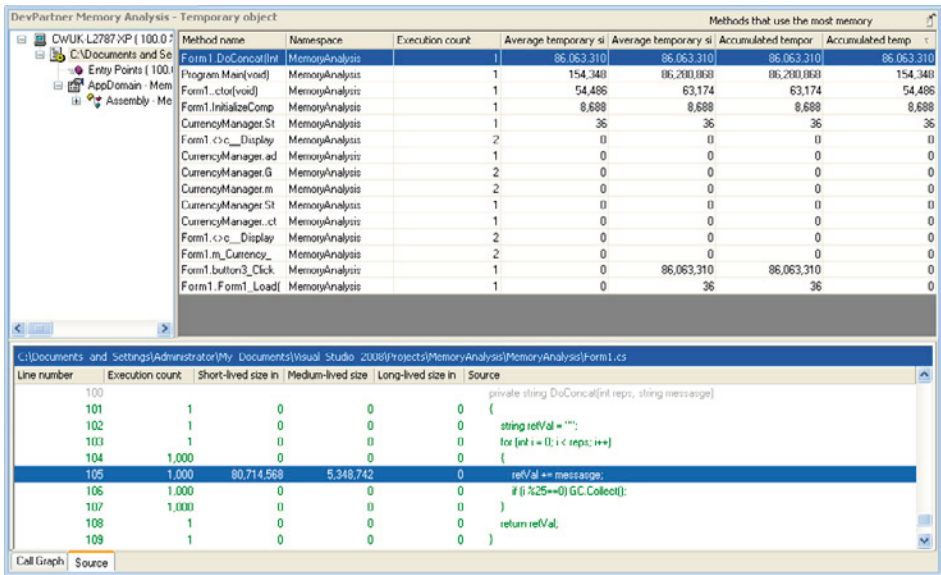 DevPartner Memory Analysis - Temporary object
Methods that use the most memory
CWUK-L2787-XP ( 100.0
C:\Documents and Se
Entry Points ( 100.
AppDomain - Mem
Assembly - Me
Method name Namespace Execution count Average temporary si Average temporary si Accumulated tempor Accumulated temp
Form1.DoConcat(int MemoryAnalysis 1 86,063,310 86,063,310 86,063,310 86,063,310
Program.Main(void) MemoryAnalysis 1 154,348 86,280,868 86,280,868 154,348
Form1..ctor(void) MemoryAnalysis 1 54,486 63,174 63,174 54,486
Form1.InitializeComp MemoryAnalysis 1 8,688 8,688 8,688 8,688
CurrencyManager.St MemoryAnalysis 1 36 36 36 36
Form1.<>c__Display MemoryAnalysis 2 0 0 0 0
CurrencyManager.ad MemoryAnalysis 1 0 0 0 0
CurrencyManager.G MemoryAnalysis 2 0 0 0 0
CurrencyManager.m MemoryAnalysis 2 0 0 0 0
CurrencyManager.St MemoryAnalysis 1 0 0 0 0
CurrencyManager..ct MemoryAnalysis 1 0 0 0 0
Form1.<>c__Display MemoryAnalysis 2 0 0 0 0
Form1.m_Currency_ MemoryAnalysis 2 0 0 0 0
Form1.button3_Click MemoryAnalysis 1 0 86,063,310 86,063,310 0
Form1.Form1_Load( MemoryAnalysis 1 0 36 36 0
C:\Documents and Settings\Administrator\My Documents\Visual Studio 2008\Projects\MemoryAnalysis\MemoryAnalysis\Form1.cs
Line number Execution count Short-lived size in Medium-lived size Long-lived size in Source
100 private string DoConcat(int reps, string messasge)
101 1 0 0 0 {
102 1 0 0 0 string retVal = "";
103 1 0 0 0 for (int i = 0; i < reps; i++)
104 1,000 0 0 0 {
105 1,000 80,714,568 5,348,742 0 retVal += messasge;
106 1,000 0 0 0 if (i %25==0) GC.Collect();
107 1,000 0 0 0 }
108 1 0 0 0 return retVal;
109 1 0 0 0 }
Call Graph Source